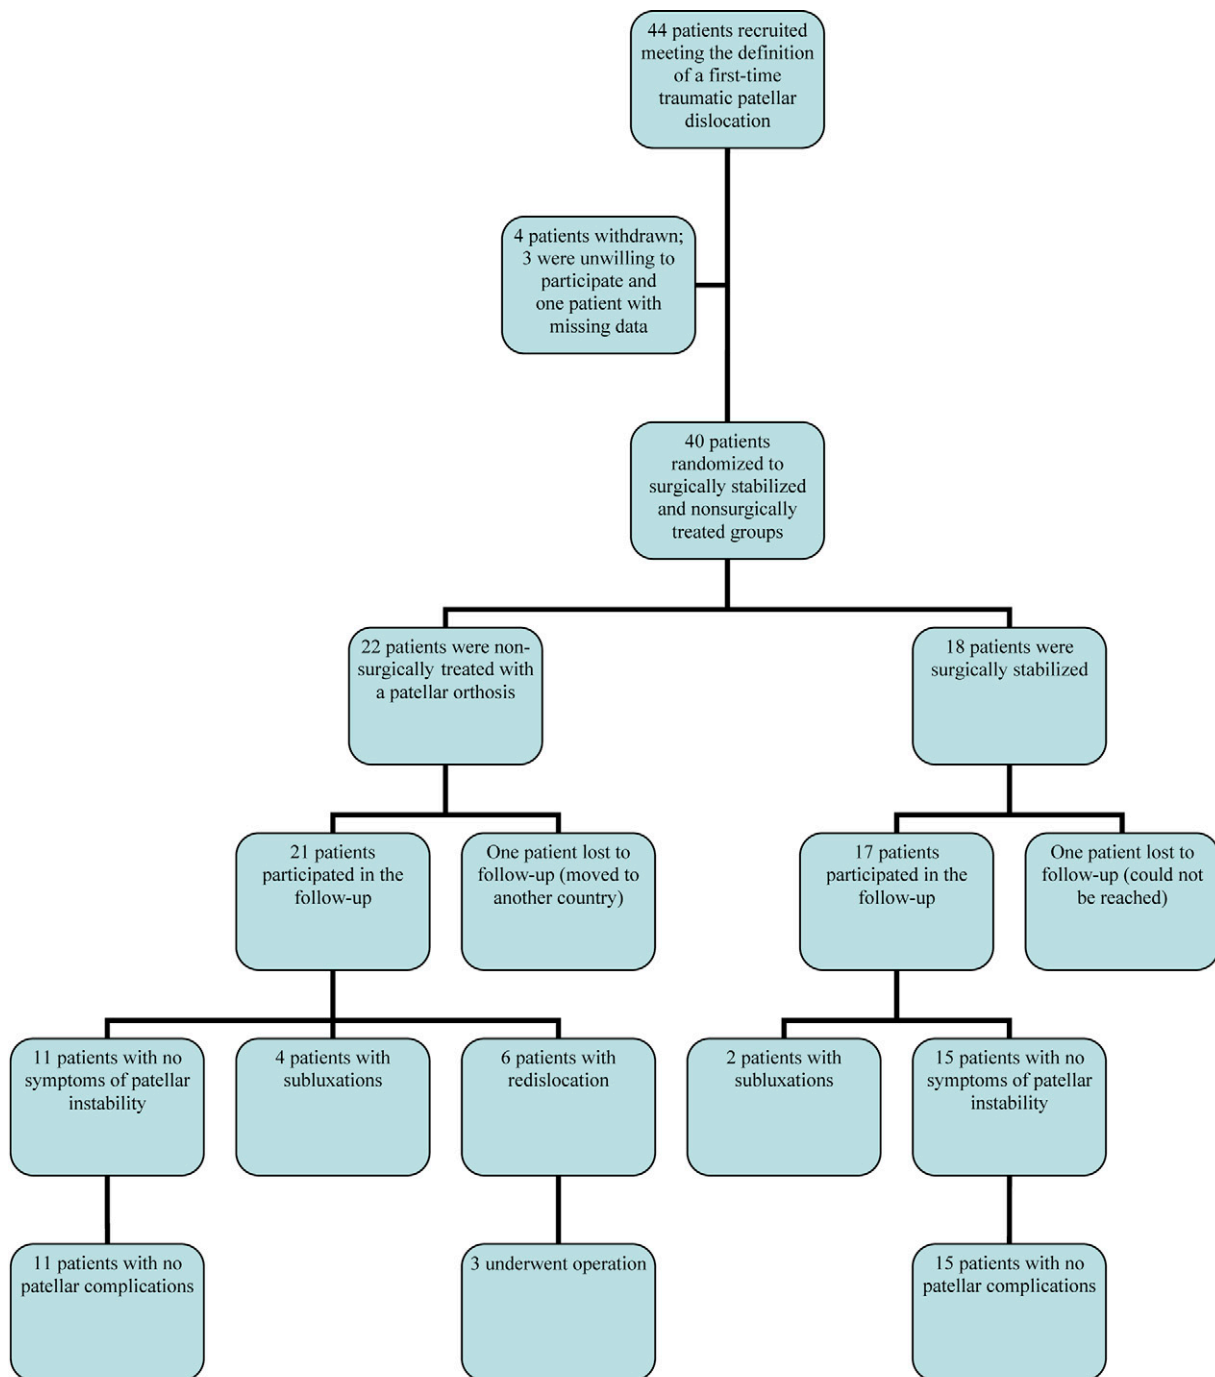 44 patients recruited
meeting the definition
of a first-time
traumatic patellar
dislocation
4 patients withdrawn;
3 were unwilling to
participate and
one patient with
missing data
40 patients
randomized to
surgically stabilized
and nonsurgically
treated groups
22 patients were non-
surgically treated with
a patellar orthosis
18 patients were
surgically stabilized
21 patients
participated in the
follow-up
One patient lost to
follow-up (moved to
another country)
17 patients
participated in the
follow-up
One patient lost to
follow-up (could not
be reached)
11 patients with no
symptoms of patellar
instability
4 patients with
subluxations
6 patients with
redislocation
2 patients with
subluxations
15 patients with no
symptoms of patellar
instability
11 patients with no
patellar complications
3 underwent operation
15 patients with no
patellar complications